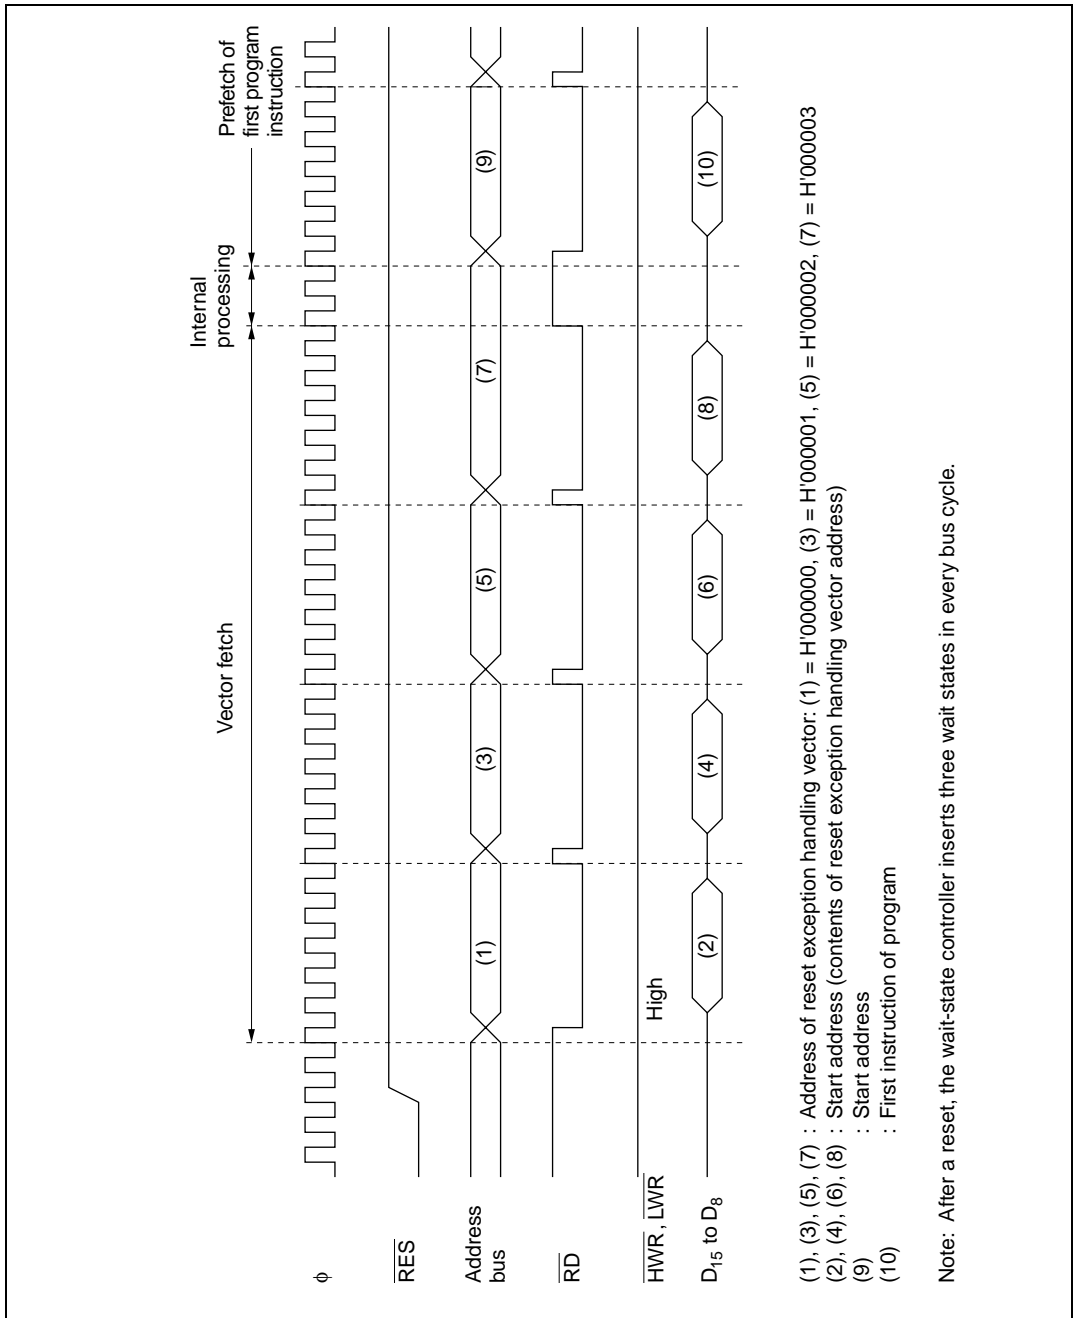 Vector fetch
Internal
processing
Prefetch of
first program
instruction
φ
RES
Address
bus
(1)
(3)
(5)
(7)
(9)
RD
HWR, LWR
High
D15 to D8
(2)
(4)
(6)
(8)
(10)
(1), (3), (5), (7) : Address of reset exception handling vector: (1) = H'000000, (3) = H'000001, (5) = H'000002, (7) = H'000003
(2), (4), (6), (8) : Start address (contents of reset exception handling vector address)
(9) : Start address
(10) : First instruction of program
Note: After a reset, the wait-state controller inserts three wait states in every bus cycle.